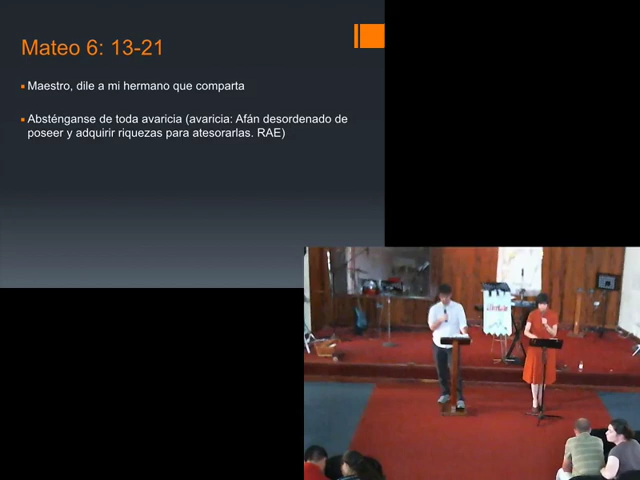 Mateo 6: 13-21
Maestro, dile a mi hermano que comparta
Absténganse de toda avaricia (avaricia: Afán desordenado de
poseer y adquirir riquezas para atesorarlas. RAE)